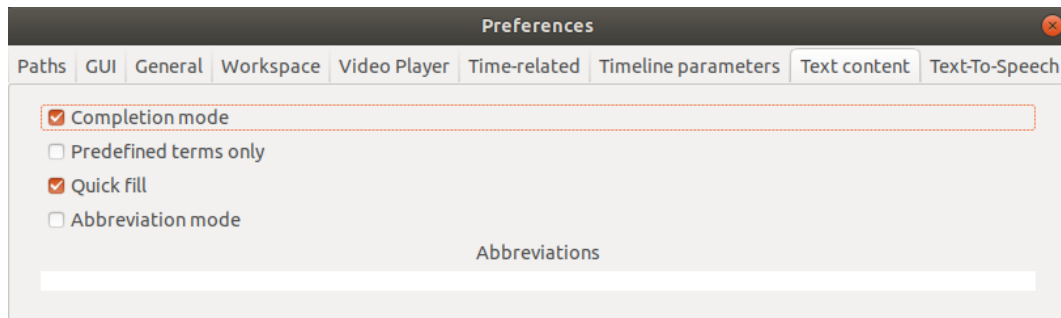 Preferences
Paths GUI General Workspace Video Player Time-related Timeline parameters Text content Text-To-Speech
Completion mode
Predefined terms only
Quick fill
Abbreviation mode
Abbreviations